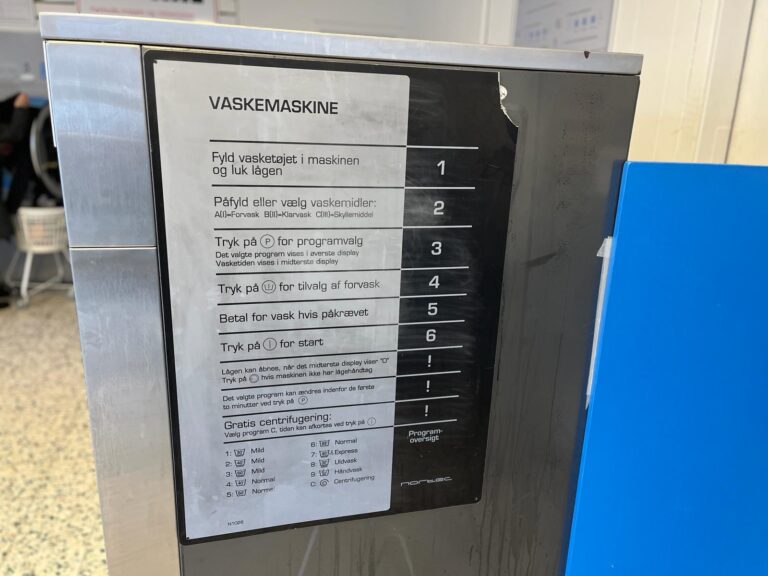 VASKEMASKINE
Fyld vasketøjet i maskinen
og luk lågen
1
Påfyld eller vælg vaskemidler:
A(I)=Forvask B(II)=Klarvask C(III)=Skyllemiddel
2
Tryk på Ⓟ for programvalg
Det valgte program vises i øverste display
Vasketiden vises i midterste display
3
Tryk på for tilvalg af forvask
4
Betal for vask hvis påkrævet
5
Tryk på for start
6
Lågen kan åbnes, når det midterste display viser "0"
Tryk på hvis maskinen ikke har lågehåndtag
!
Det valgte program kan ændres indenfor de første
to minutter ved tryk på Ⓟ
!
Gratis centrifugering:
Vælg program C, tiden kan afkortes ved tryk på
!
Program-
oversigt
1: Mild
2: Mild
3: Mild
4: Normal
5: Normal
6: Normal
7: Express
8: Uldvask
9: Håndvask
C: Centrifugering
nortec
N1098